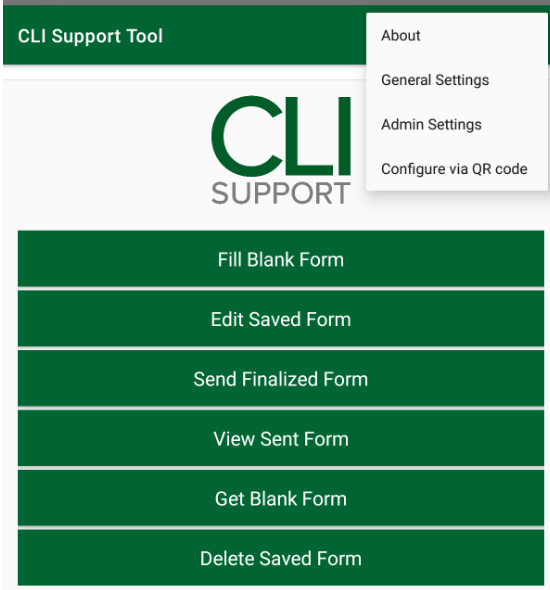 CLI Support Tool
About
General Settings
Admin Settings
Configure via QR code
CLI
SUPPORT
Fill Blank Form
Edit Saved Form
Send Finalized Form
View Sent Form
Get Blank Form
Delete Saved Form